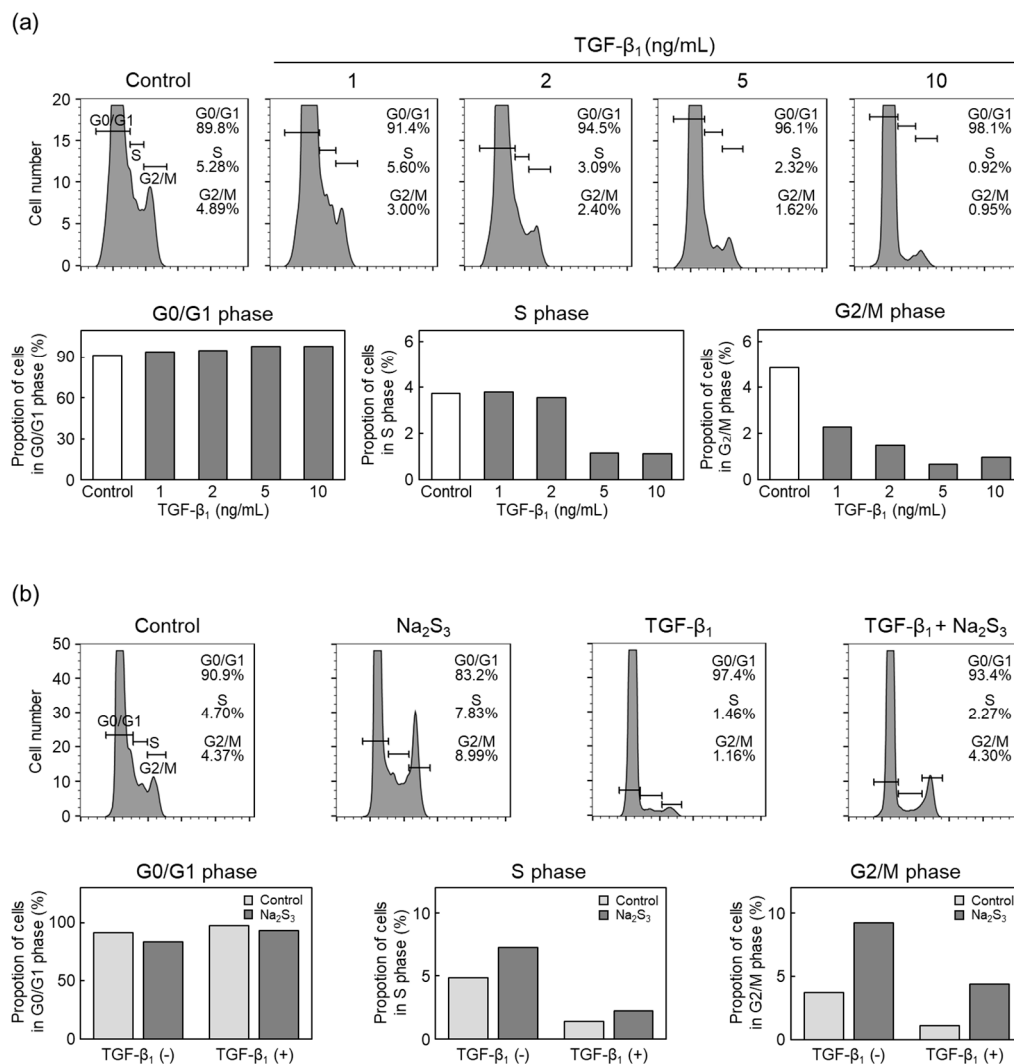 (a)
TGF-β₁ (ng/mL)
Control 1 2 5 10
Cell number
20
15
10
5
0
G0/G1
S
G2/M
G0/G1
89.8%
S
5.28%
G2/M
4.89%
G0/G1
91.4%
S
5.60%
G2/M
3.00%
G0/G1
94.5%
S
3.09%
G2/M
2.40%
G0/G1
96.1%
S
2.32%
G2/M
1.62%
G0/G1
98.1%
S
0.92%
G2/M
0.95%
G0/G1 phase
Propotion of cells
in G0/G1 phase (%)
90
60
30
0
Control 1 2 5 10
TGF-β₁ (ng/mL)
S phase
Propotion of cells
in S phase (%)
6
4
2
0
Control 1 2 5 10
TGF-β₁ (ng/mL)
G2/M phase
Propotion of cells
in G2/M phase (%)
6
4
2
0
Control 1 2 5 10
TGF-β₁ (ng/mL)
(b)
Control
Cell number
50
40
30
20
10
0
G0/G1
S
G2/M
G0/G1
90.9%
S
4.70%
G2/M
4.37%
Na₂S₃
G0/G1
83.2%
S
7.83%
G2/M
8.99%
TGF-β₁
G0/G1
97.4%
S
1.46%
G2/M
1.16%
TGF-β₁ + Na₂S₃
G0/G1
93.4%
S
2.27%
G2/M
4.30%
G0/G1 phase
Propotion of cells
in G0/G1 phase (%)
100
50
0
Control
Na₂S₃
TGF-β₁ (-) TGF-β₁ (+)
S phase
Propotion of cells
in S phase (%)
10
5
0
Control
Na₂S₃
TGF-β₁ (-) TGF-β₁ (+)
G2/M phase
Propotion of cells
in G2/M phase (%)
10
5
0
Control
Na₂S₃
TGF-β₁ (-) TGF-β₁ (+)